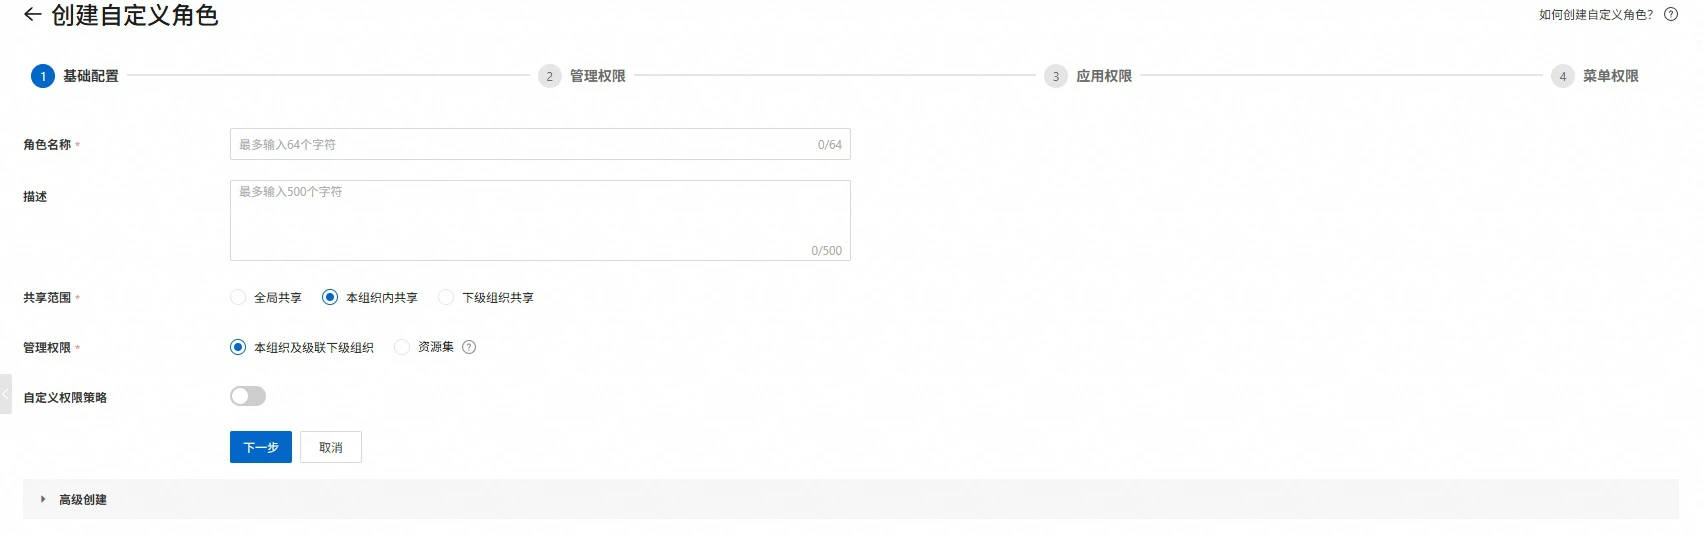 创建自定义角色
如何创建自定义角色?
1 基础配置 2 管理权限 3 应用权限 4 菜单权限
角色名称 * 最多输入64个字符 0/64
描述 最多输入500个字符
0/500
共享范围 * 全局共享 本组织内共享 下级组织共享
管理权限 * 本组织及级联下级组织 资源集
自定义权限策略
下一步 取消
高级创建